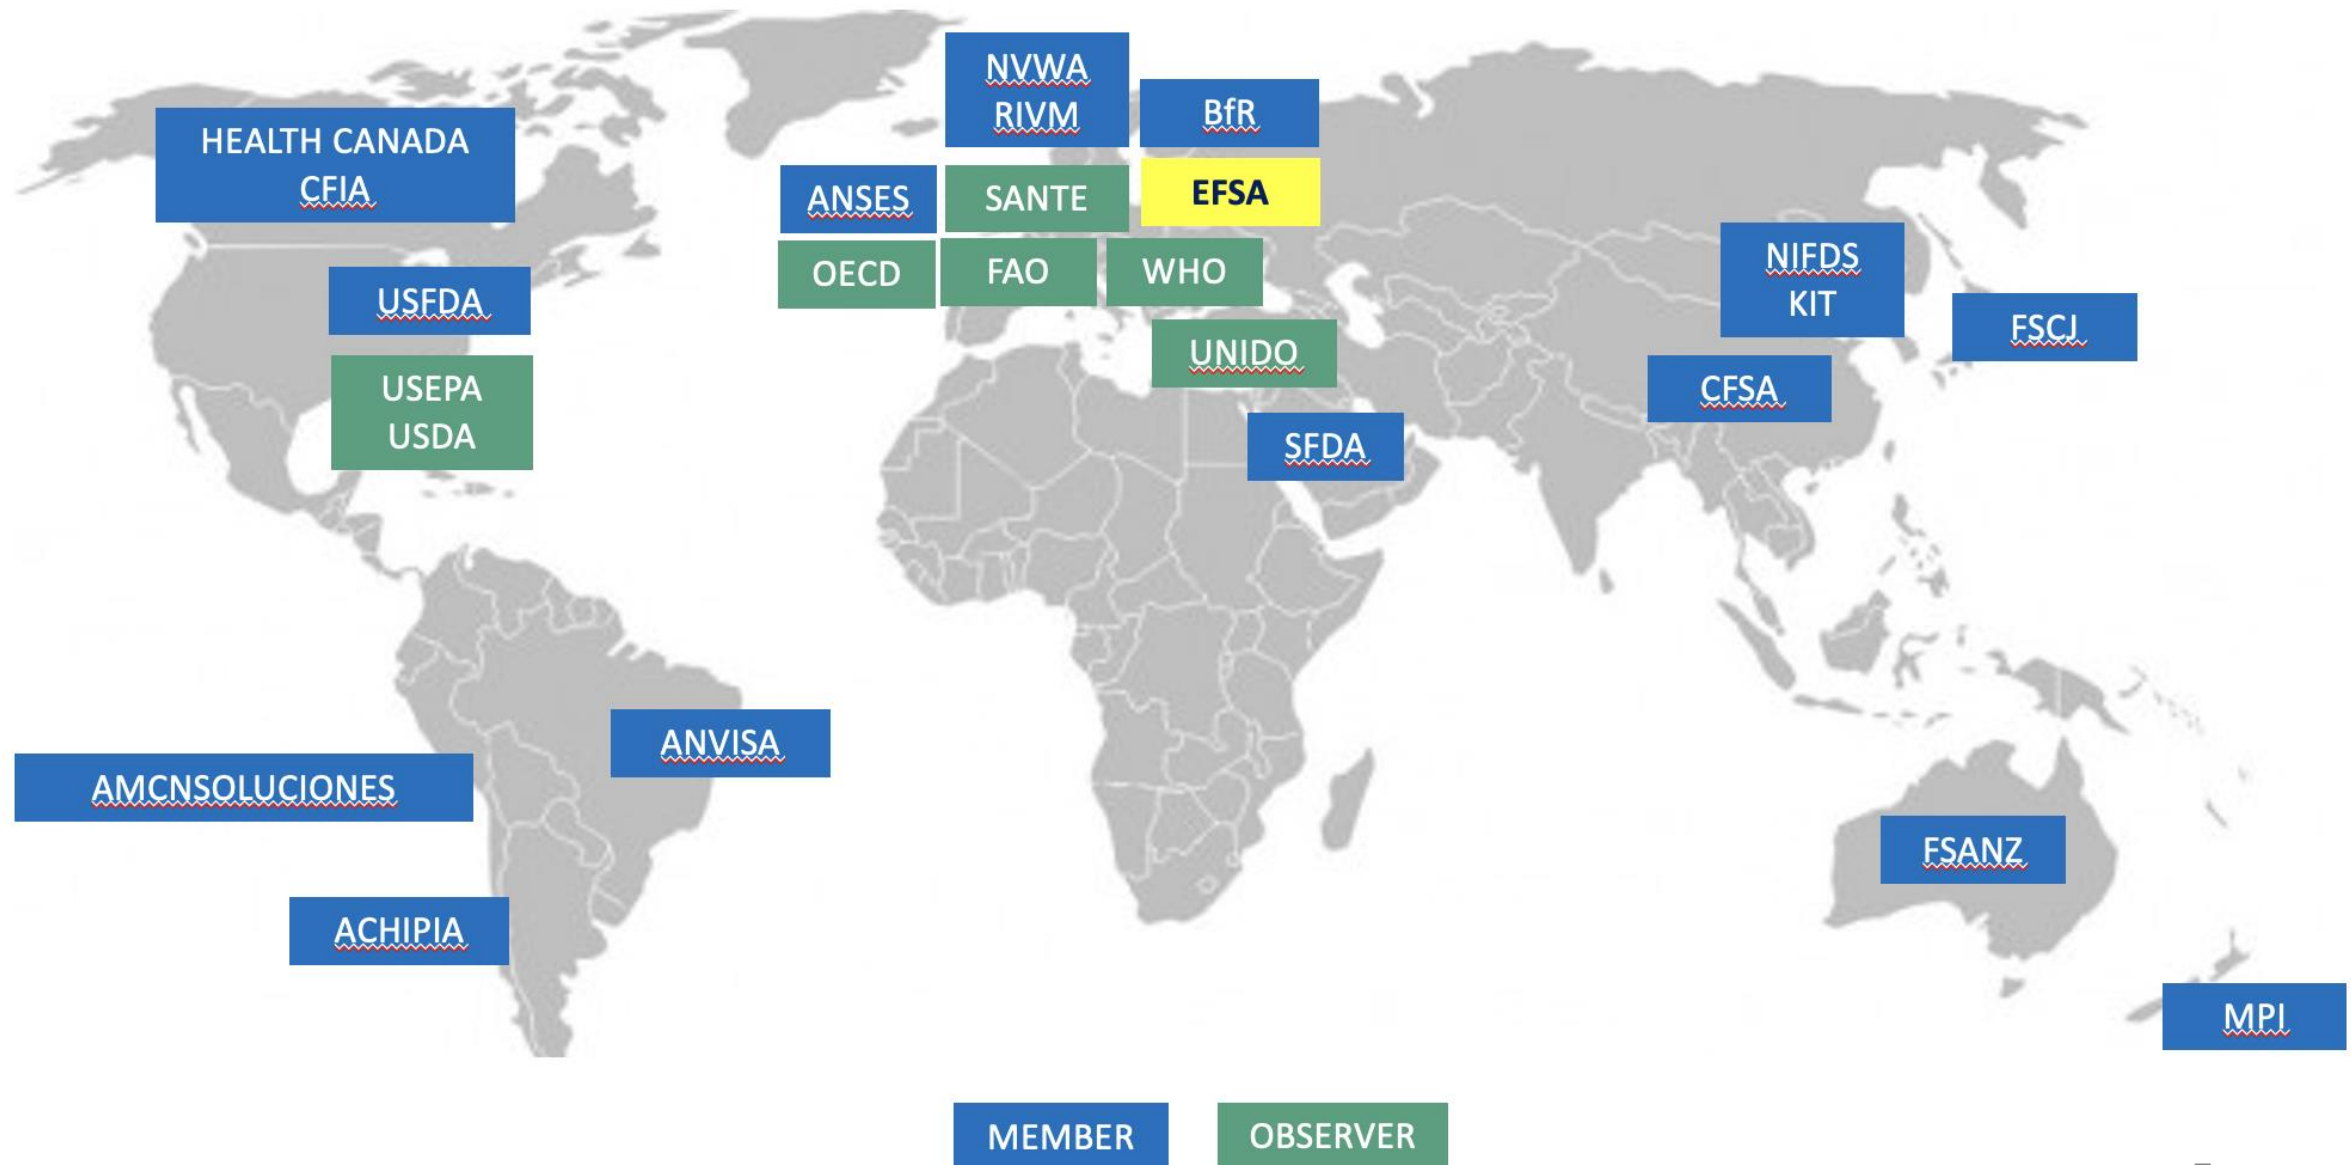 NVWA
RIVM
BfR
HEALTH CANADA
CFIA
ANSES
SANTE
EFSA
OECD
FAO
WHO
NIFDS
KIT
USFDA
FSCJ
UNIDO
USEPA
USDA
CFSA
SFDA
ANVISA
AMCNSOLUCIONES
FSANZ
ACHIPIA
MPI
MEMBER
OBSERVER